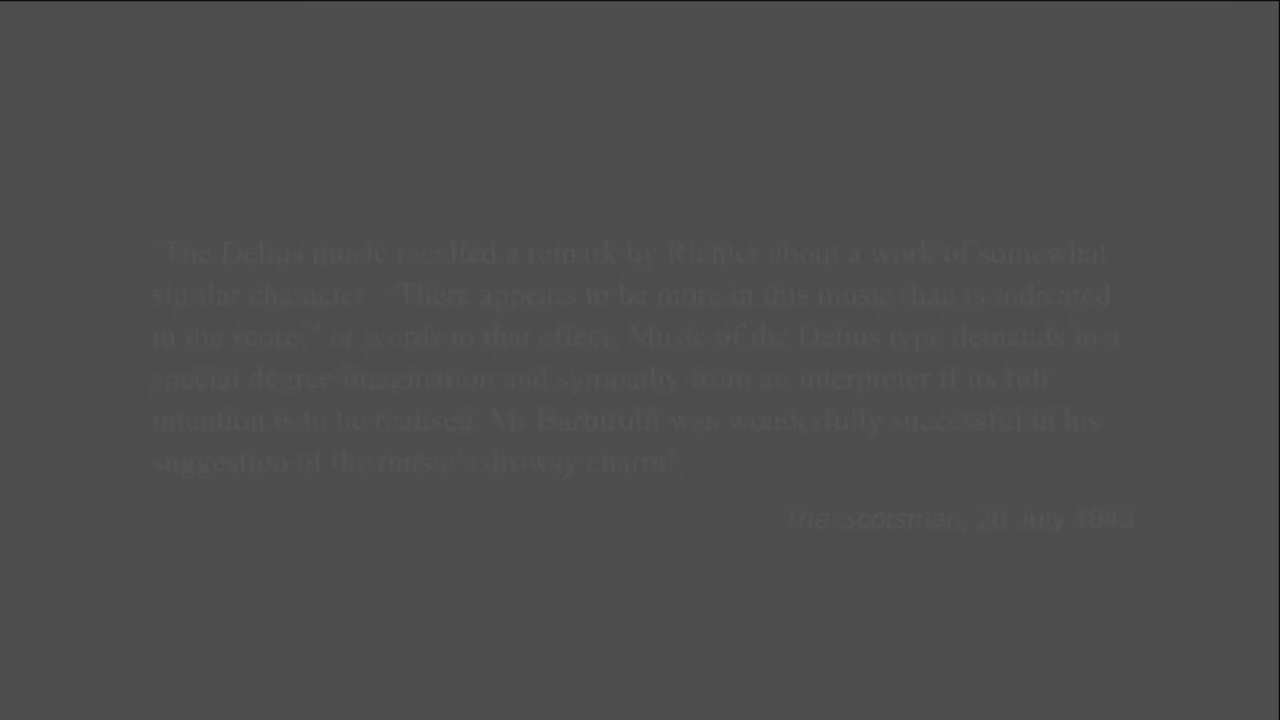 'The Delius music recalled a remark by Richter about a work of somewhat
similar character: "There appears to be more in this music than is indicated
in the score," or words to that effect. Music of the Delius type demands in a
special degree imagination and sympathy from an interpreter if its full
intention is to be realised. Mr Barbirolli was wonderfully successful in his
suggestion of the music's drowsy charm'.
The Scotsman, July